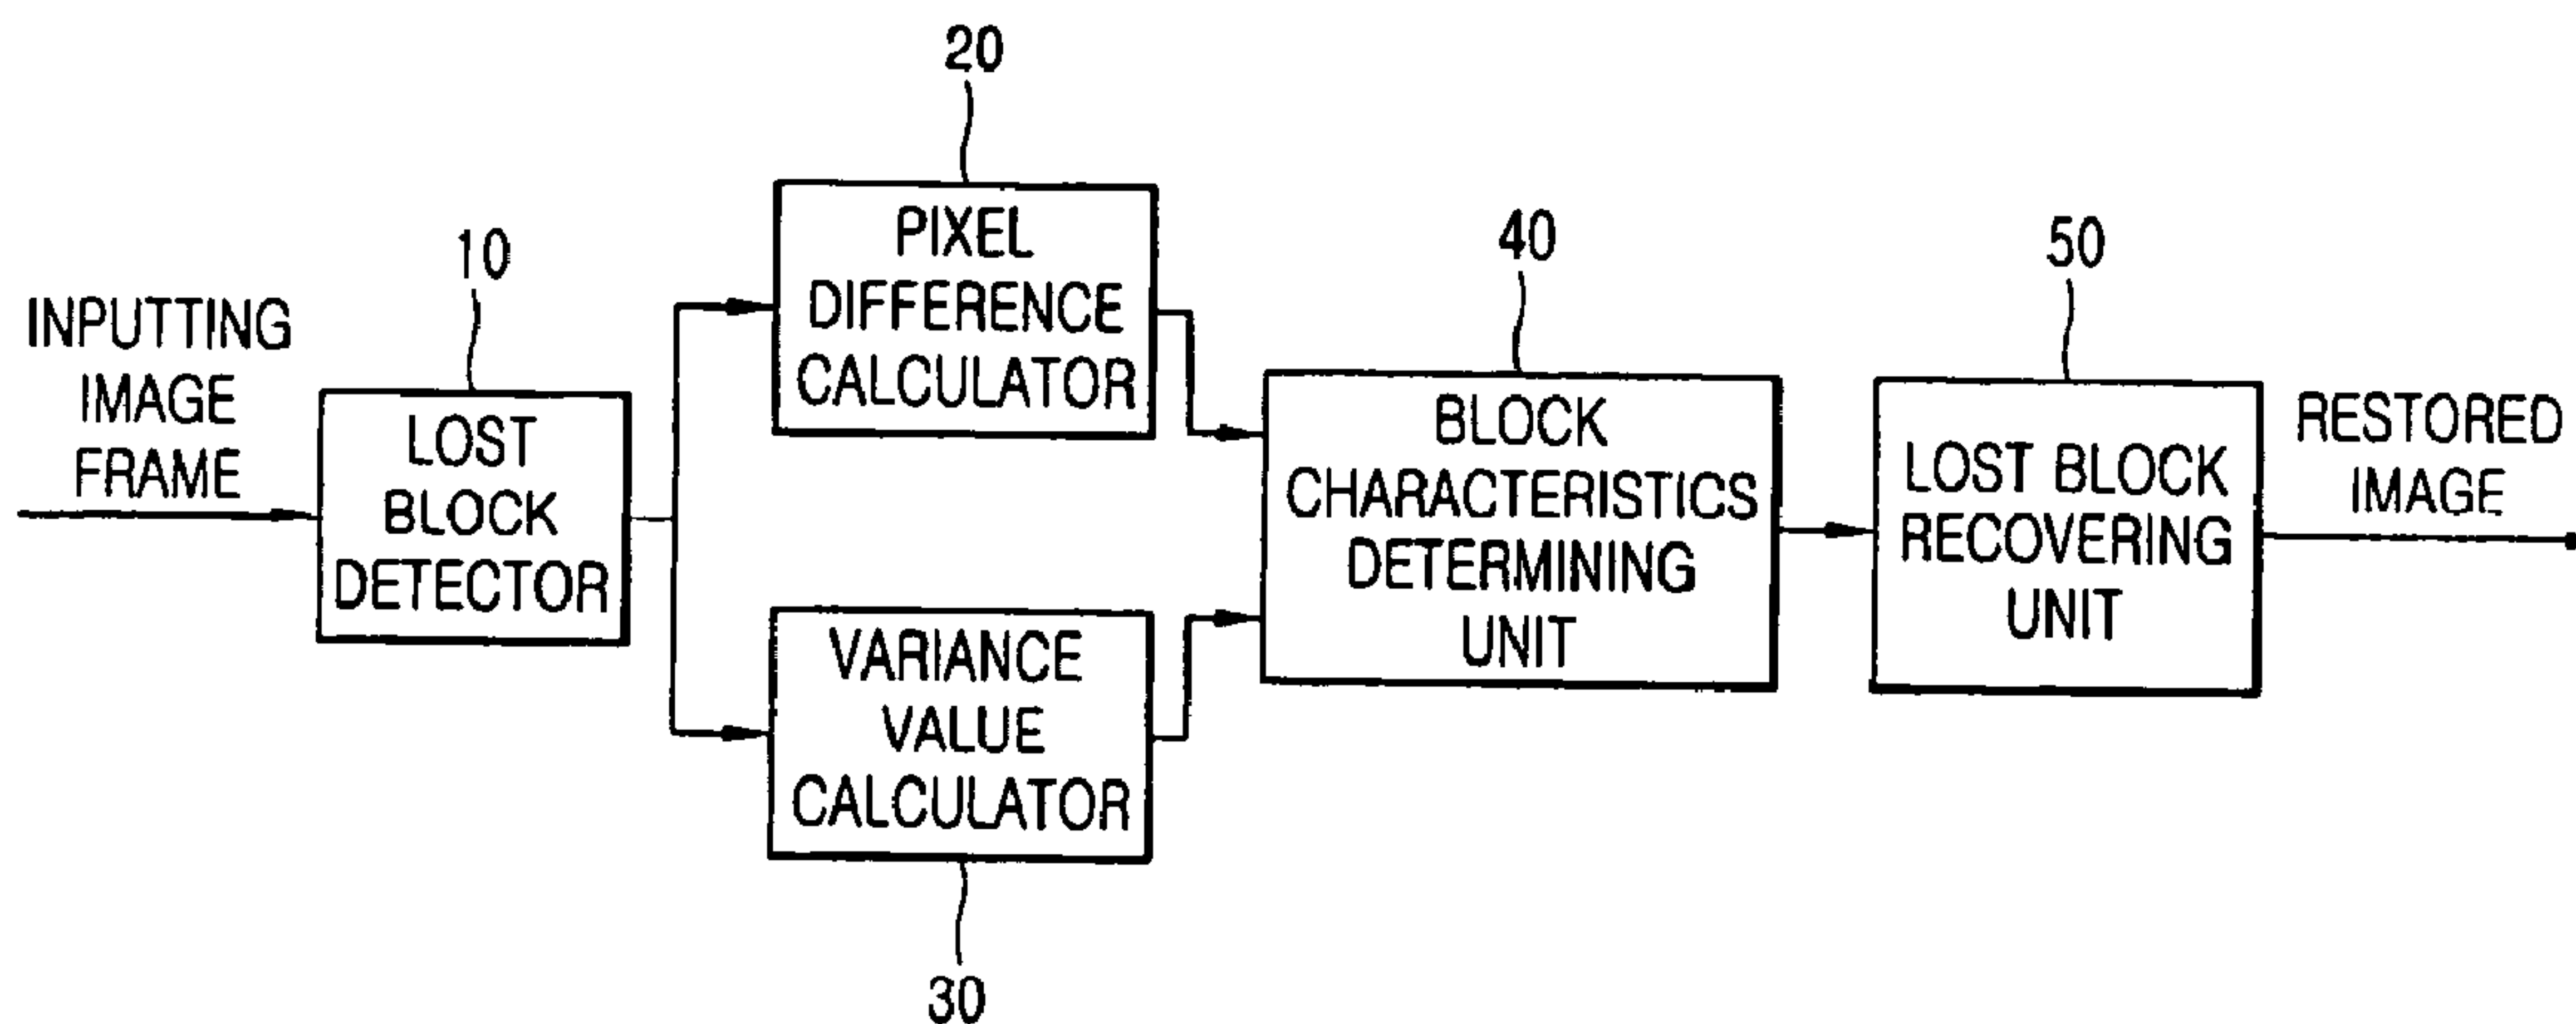 20
PIXEL
DIFFERENCE
CALCULATOR
10
INPUTTING
IMAGE
FRAME
LOST
BLOCK
DETECTOR
40
BLOCK
CHARACTERISTICS
DETERMINING
UNIT
50
LOST BLOCK
RECOVERING
UNIT
RESTORED
IMAGE
VARIANCE
VALUE
CALCULATOR
30